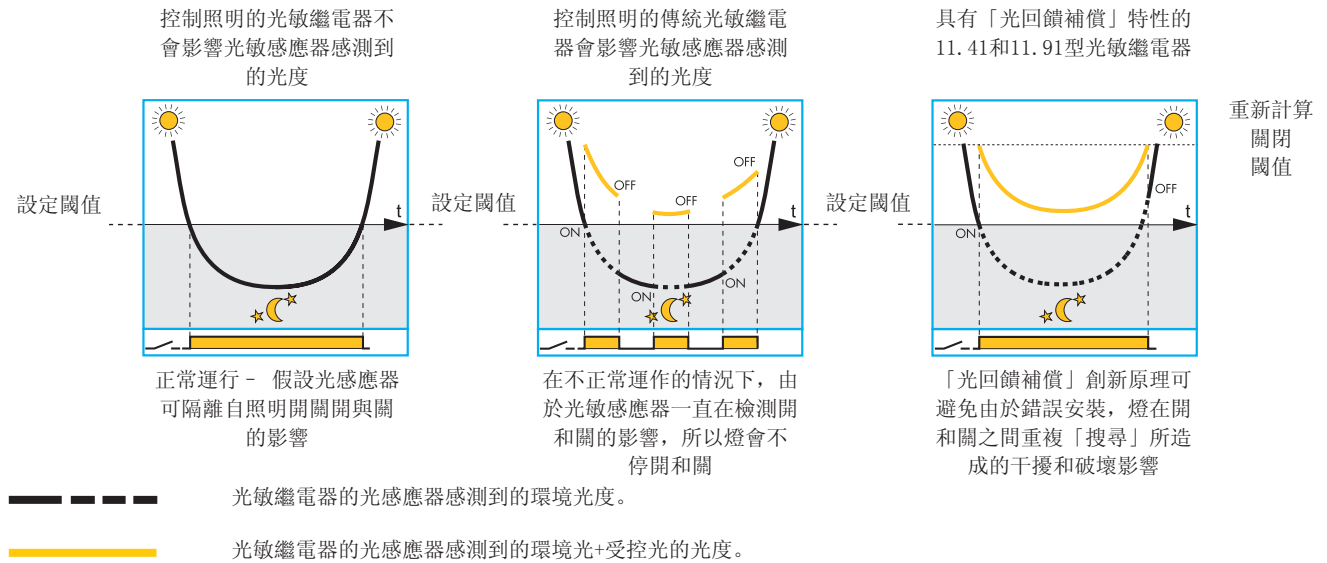 控制照明的光敏繼電器不
會影響光敏感應器感測到
的光度
控制照明的傳統光敏繼電
器會影響光敏感應器感測
到的光度
具有「光回饋補償」特性的
11.41和11.91型光敏繼電器
設定閾值
t
設定閾值
ON
OFF
ON
OFF
ON
OFF
t
設定閾值
ON
OFF
t
重新計算
關閉
閾值
正常運行- 假設光感應器
可隔離自照明開關開與關
的影響
在不正常運作的情況下，由
於光敏感應器一直在檢測開
和關的影響，所以燈會不
停開和關
「光回饋補償」創新原理可
避免由於錯誤安裝，燈在開
和關之間重複「搜尋」所造
成的干擾和破壞影響
光敏繼電器的光感應器感測到的環境光度。
光敏繼電器的光感應器感測到的環境光+受控光的光度。